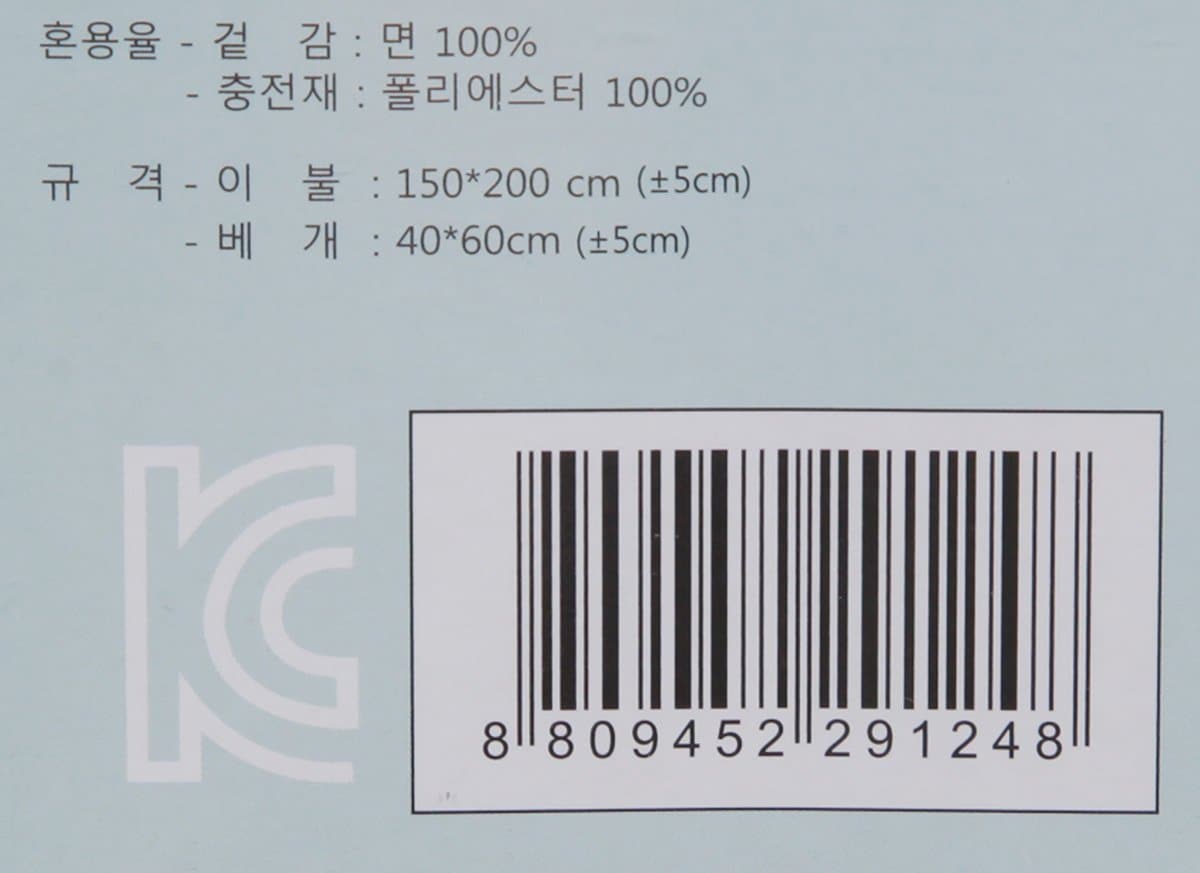 혼용율 - 겉 감 : 면 100%
- 충전재 : 폴리에스터 100%
규 격 - 이 불 : 150*200 cm (±5cm)
- 베 개 : 40*60cm (±5cm)
KC
8 809452 291248